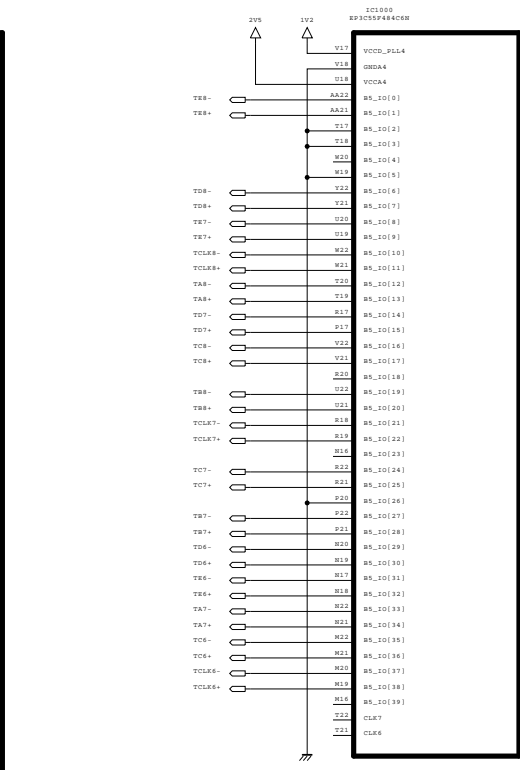 IC1000
EP3C55F484C6N
2V5 1V2
V17 VCCD_PLL4
V18 GNDA4
U18 VCCA4
TE8- AA22 B5_IO[0]
TE8+ AA21 B5_IO[1]
T17 B5_IO[2]
T18 B5_IO[3]
W20 B5_IO[4]
W19 B5_IO[5]
TD8- Y22 B5_IO[6]
TD8+ Y21 B5_IO[7]
TE7- U20 B5_IO[8]
TE7+ U19 B5_IO[9]
TCLK8- W22 B5_IO[10]
TCLK8+ W21 B5_IO[11]
TA8- T20 B5_IO[12]
TA8+ T19 B5_IO[13]
TD7- R17 B5_IO[14]
TD7+ P17 B5_IO[15]
TC8- V22 B5_IO[16]
TC8+ V21 B5_IO[17]
R20 B5_IO[18]
TB8- U22 B5_IO[19]
TB8+ U21 B5_IO[20]
TCLK7- R18 B5_IO[21]
TCLK7+ R19 B5_IO[22]
N16 B5_IO[23]
TC7- R22 B5_IO[24]
TC7+ R21 B5_IO[25]
P20 B5_IO[26]
TB7- P22 B5_IO[27]
TB7+ P21 B5_IO[28]
TD6- N20 B5_IO[29]
TD6+ N19 B5_IO[30]
TE6- N17 B5_IO[31]
TE6+ N18 B5_IO[32]
TA7- N22 B5_IO[33]
TA7+ N21 B5_IO[34]
TC6- M22 B5_IO[35]
TC6+ M21 B5_IO[36]
TCLK6- M20 B5_IO[37]
TCLK6+ M19 B5_IO[38]
M16 B5_IO[39]
T22 CLK7
T21 CLK6